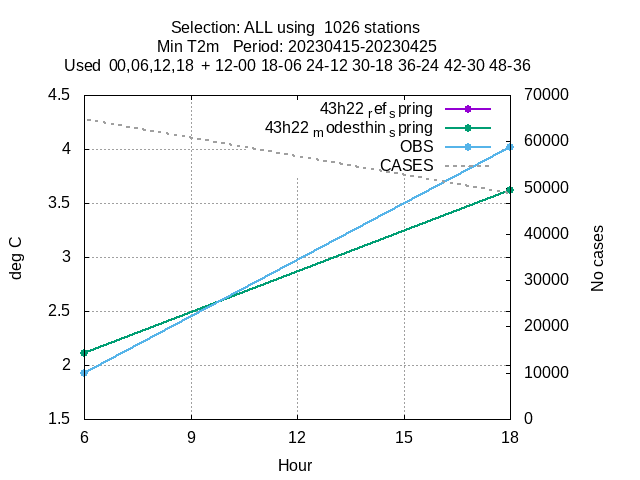 Selection: ALL using  1026 stations
Min T2m   Period: 20230415-20230425
Used  00,06,12,18  + 12-00 18-06 24-12 30-18 36-24 42-30 48-36
4.5
4
3.5
3
2.5
2
1.5
deg C
70000
60000
50000
40000
30000
20000
10000
0
No cases
43h22 ref spring
43h22 modesthin spring
OBS
CASES
6 9 12 15 18
Hour